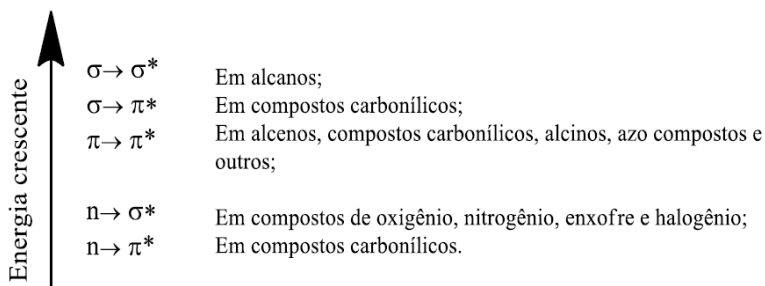 Energia crescente
σ→ σ* Em alcanos;
σ→ π* Em compostos carbonílicos;
π→ π* Em alcenos, compostos carbonílicos, alcinos, azo compostos e
outros;
n→ σ* Em compostos de oxigênio, nitrogênio, enxofre e halogênio;
n→ π* Em compostos carbonílicos.